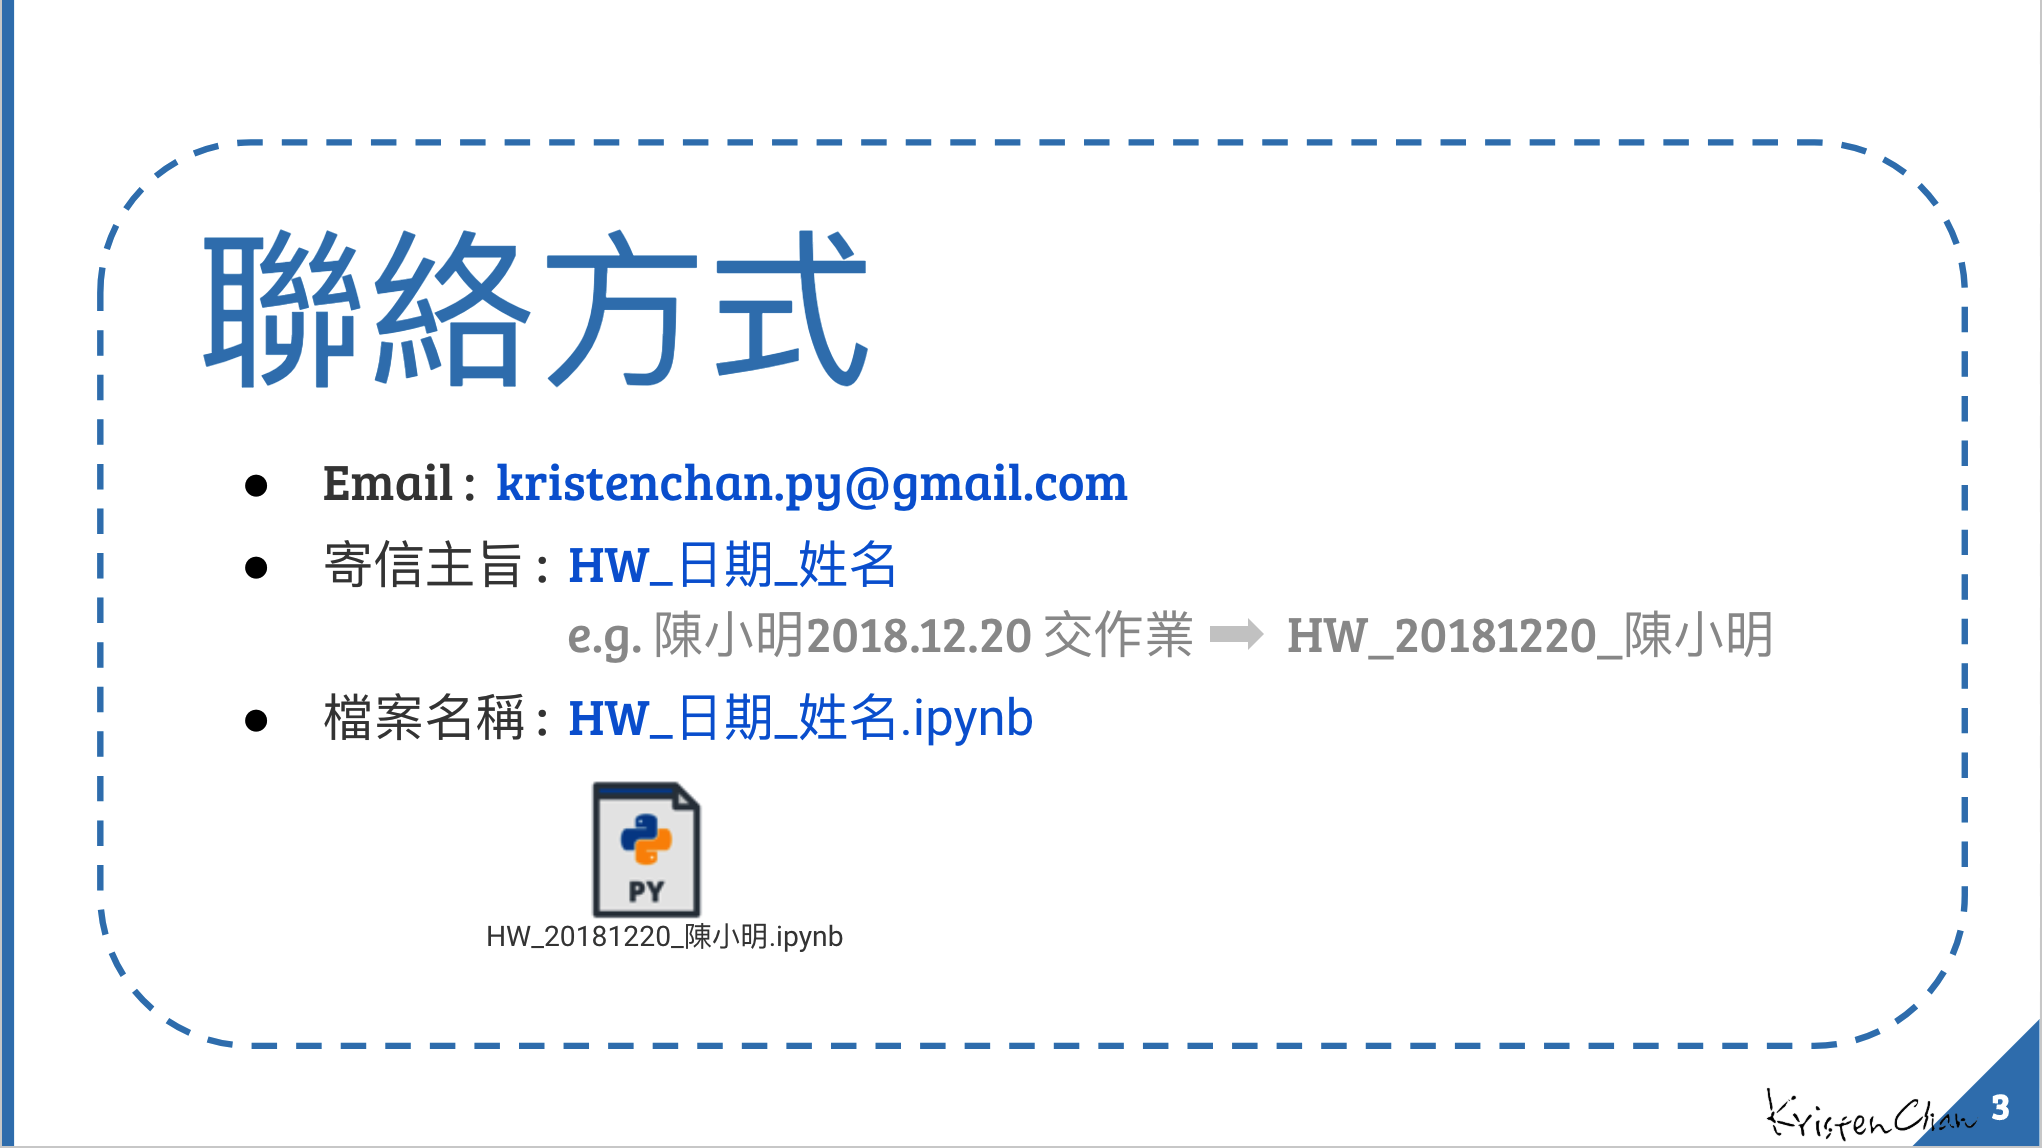 聯絡方式
● Email : kristenchan.py@gmail.com
● 寄信主旨 : HW_日期_姓名
e.g. 陳小明2018.12.20 交作業 ➡ HW_20181220_陳小明
● 檔案名稱 : HW_日期_姓名.ipynb
PY
HW_20181220_陳小明.ipynb
Kristen Chan
3